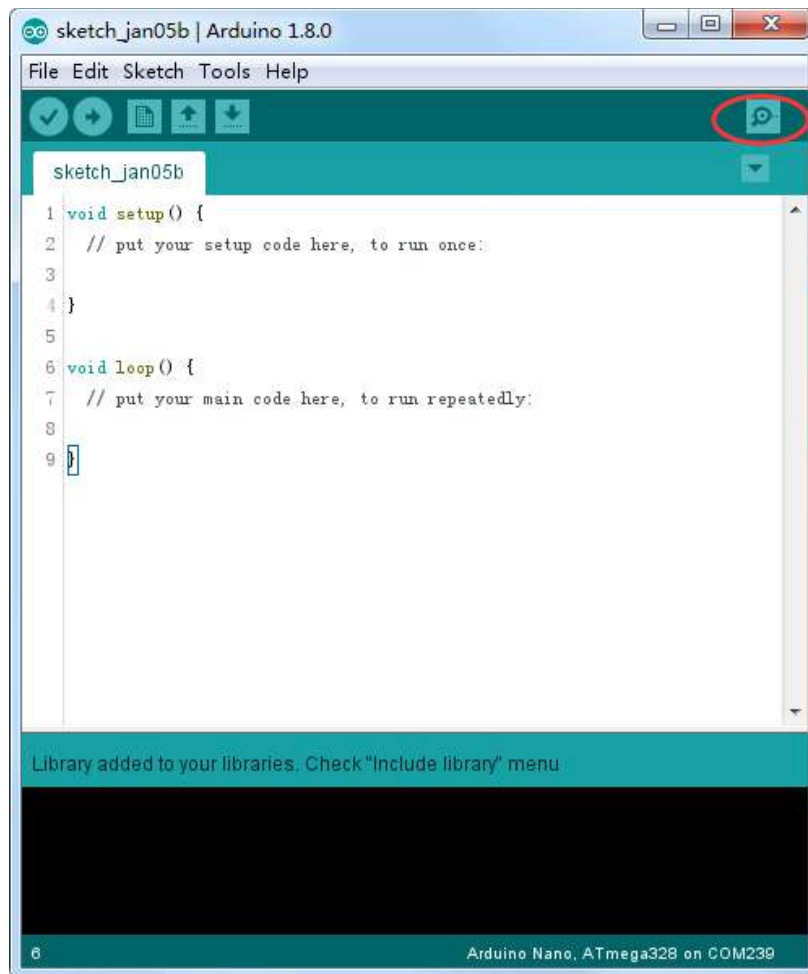 sketch_jan05b | Arduino 1.8.0
File Edit Sketch Tools Help
sketch_jan05b
1 void setup() {
2 // put your setup code here, to run once:
3
4 }
5
6 void loop() {
7 // put your main code here, to run repeatedly:
8
9 }
Library added to your libraries. Check "Include library" menu
6 Arduino Nano, ATmega328 on COM239